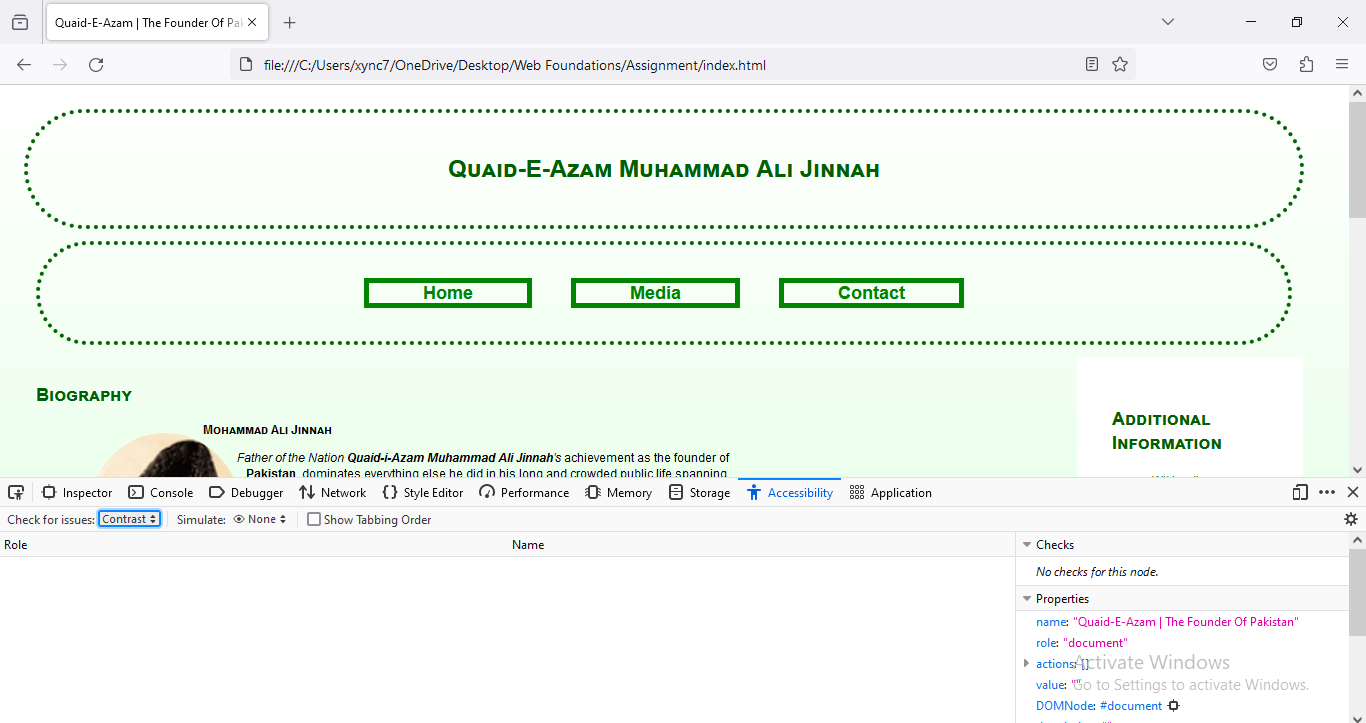 Quaid-E-Azam | The Founder Of Pak
file:///C:/Users/xync7/OneDrive/Desktop/Web Foundations/Assignment/index.html
Quaid-E-Azam Muhammad Ali Jinnah
Home Media Contact
Biography
Additional
Information
Mohammad Ali Jinnah
Father of the Nation Quaid-i-Azam Muhammad Ali Jinnah's achievement as the founder of
Pakistan, dominates everything else he did in his long and crowded public life spanning
Inspector Console Debugger Network Style Editor Performance Memory Storage Accessibility Application
Check for issues: Contrast Simulate: None Show Tabbing Order
Role Name Checks
No checks for this node.
Properties
name: "Quaid-E-Azam | The Founder Of Pakistan"
role: "document"
actions: []
Activate Windows
value: ""
Go to Settings to activate Windows.
DOMNode: #document